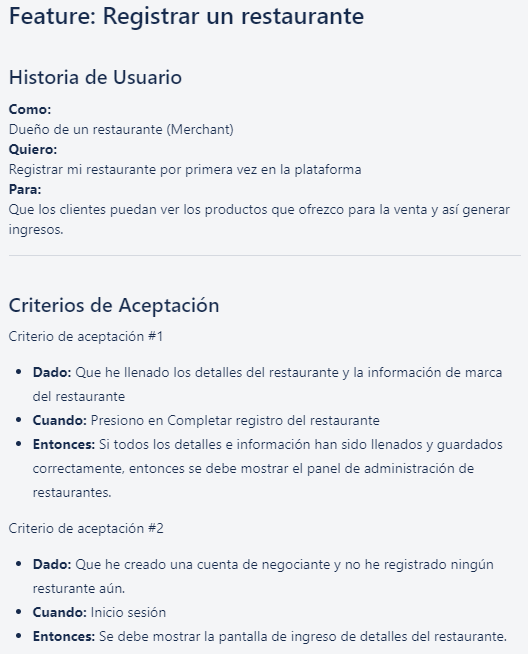 Feature: Registrar un restaurante
Historia de Usuario
Como:
Dueño de un restaurante (Merchant)
Quiero:
Registrar mi restaurante por primera vez en la plataforma
Para:
Que los clientes puedan ver los productos que ofrezco para la venta y así generar
ingresos.
Criterios de Aceptación
Criterio de aceptación #1
• Dado: Que he llenado los detalles del restaurante y la información de marca
del restaurante
• Cuando: Presiono en Completar registro del restaurante
• Entonces: Si todos los detalles e información han sido llenados y guardados
correctamente, entonces se debe mostrar el panel de administración de
restaurantes.
Criterio de aceptación #2
• Dado: Que he creado una cuenta de negociante y no he registrado ningún
resturante aún.
• Cuando: Inicio sesión
• Entonces: Se debe mostrar la pantalla de ingreso de detalles del restaurante.